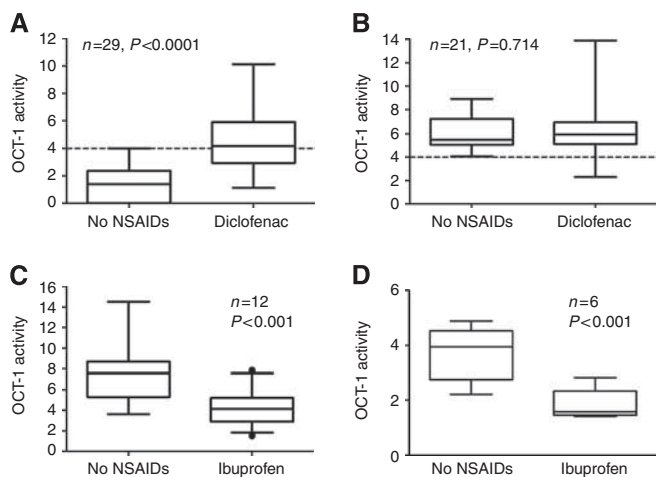 A
n=29, P<0.0001
OCT-1 activity
12
10
8
6
4
2
0
No NSAIDs Diclofenac
B
n=21, P=0.714
OCT-1 activity
14
12
10
8
6
4
2
0
No NSAIDs Diclofenac
C
n=12
P<0.001
OCT-1 activity
16
14
12
10
8
6
4
2
0
No NSAIDs Ibuprofen
D
n=6
P<0.001
OCT-1 activity
6
4
2
0
No NSAIDs Ibuprofen